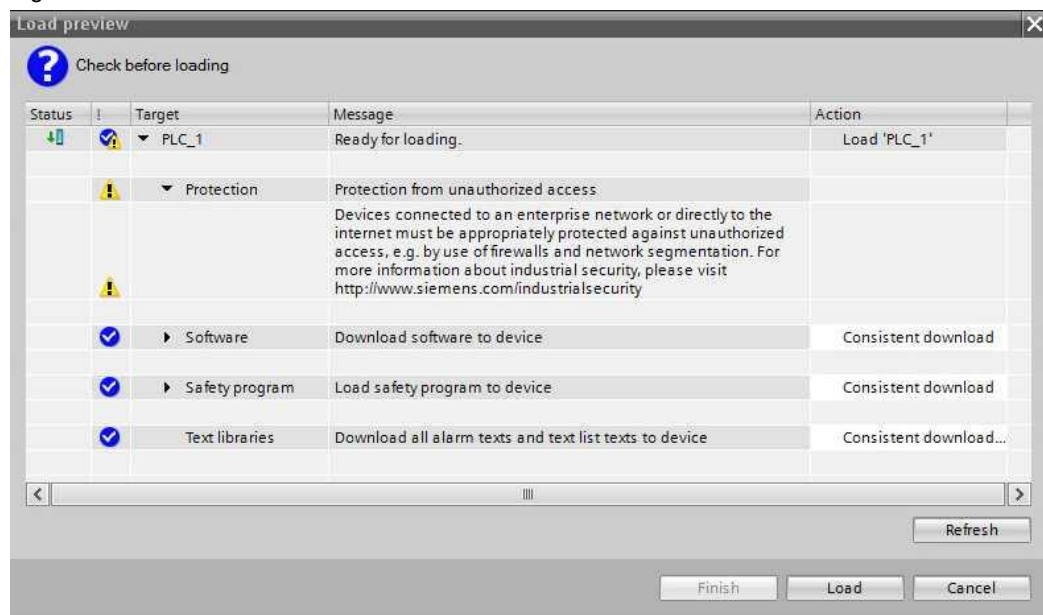 Load preview
Check before loading
Status ! Target Message Action
PLC_1 Ready for loading. Load 'PLC_1'
Protection Protection from unauthorized access
Devices connected to an enterprise network or directly to the
internet must be appropriately protected against unauthorized
access, e.g. by use of firewalls and network segmentation. For
more information about industrial security, please visit
http://www.siemens.com/industrialsecurity
Software Download software to device Consistent download
Safety program Load safety program to device Consistent download
Text libraries Download all alarm texts and text list texts to device Consistent download...
Refresh
Finish Load Cancel